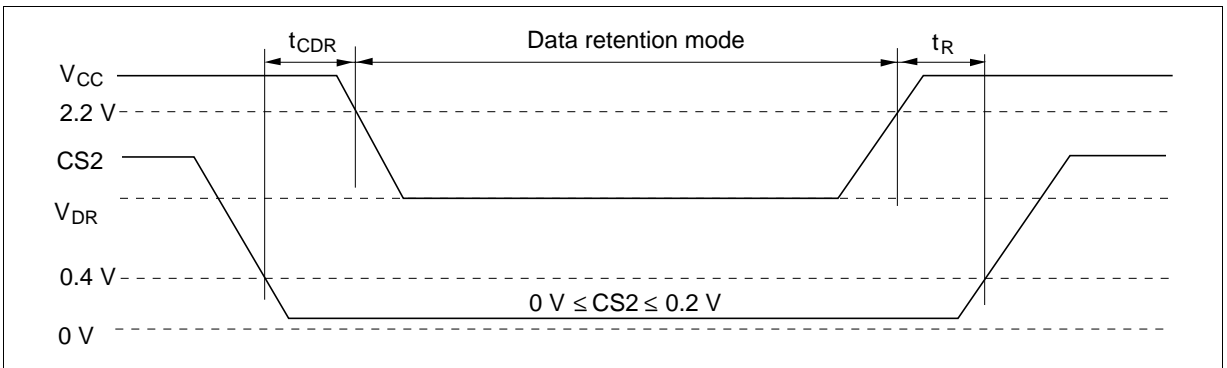 tCDR Data retention mode tR
VCC
2.2 V
CS2
VDR
0.4 V
0 V ≤ CS2 ≤ 0.2 V
0 V